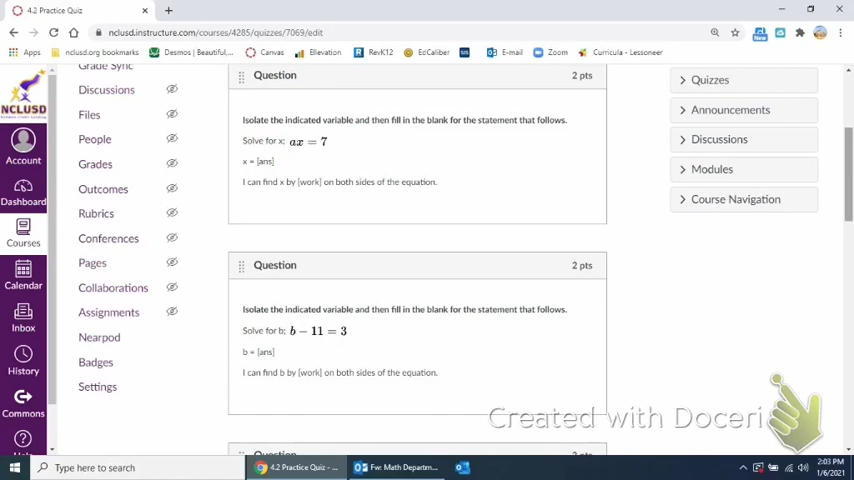 4.2 Practice Quiz
nclusd.instructure.com/courses/4285/quizzes/7069/edit
Apps
nclusd.org bookmarks
Desmos | Beautiful,...
Canvas
Ellevation
RevK12
EdCaliber
E-mail
Zoom
Curricula - Lessoneer
New
NCLUSD
Account
Dashboard
Courses
Calendar
Inbox
History
Commons
Grade Sync
Discussions
Files
People
Grades
Outcomes
Rubrics
Conferences
Pages
Collaborations
Assignments
Nearpod
Badges
Settings
Question 2 pts
Isolate the indicated variable and then fill in the blank for the statement that follows.
Solve for x; ax = 7
x = [ans]
I can find x by [work] on both sides of the equation.
Question 2 pts
Isolate the indicated variable and then fill in the blank for the statement that follows.
Solve for b; b − 11 = 3
b = [ans]
I can find b by [work] on both sides of the equation.
Question 2 pts
Quizzes
Announcements
Discussions
Modules
Course Navigation
Created with Doceri
Type here to search
4.2 Practice Quiz - ...
Fw: Math Departm...
2:03 PM
1/6/2021